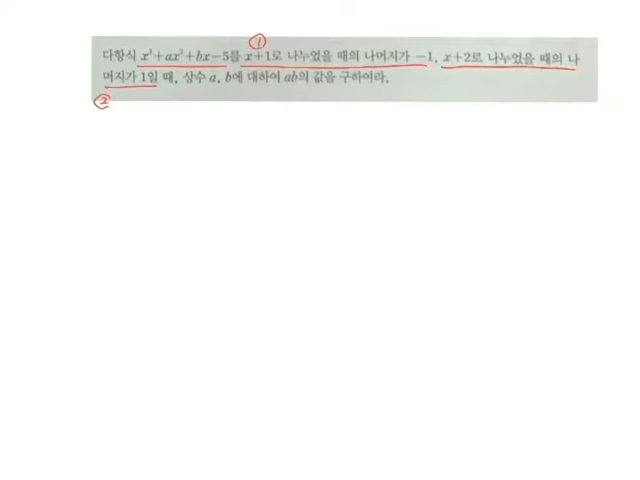 ①
다항식 x³+ax²+bx-5를 x+1로 나누었을 때의 나머지가 -1, x+2로 나누었을 때의 나
머지가 1일 때, 상수 a, b에 대하여 ab의 값을 구하여라.
②